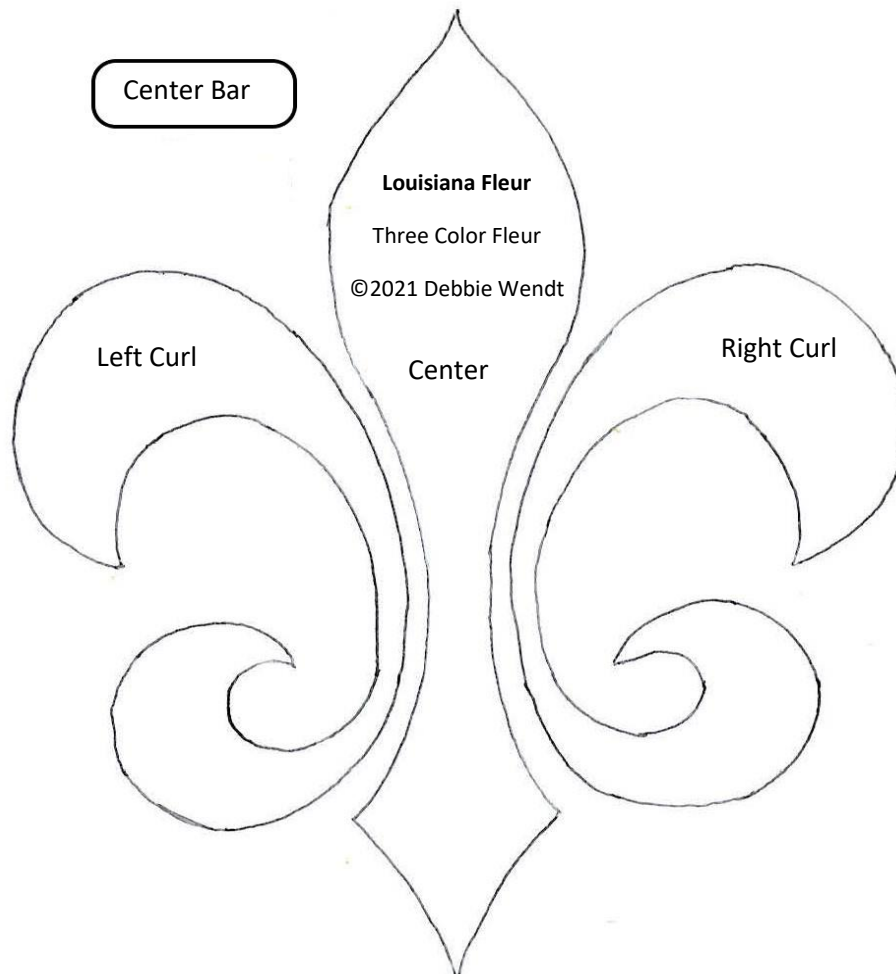 Center Bar
Louisiana Fleur
Three Color Fleur
©2021 Debbie Wendt
Left Curl
Right Curl
Center